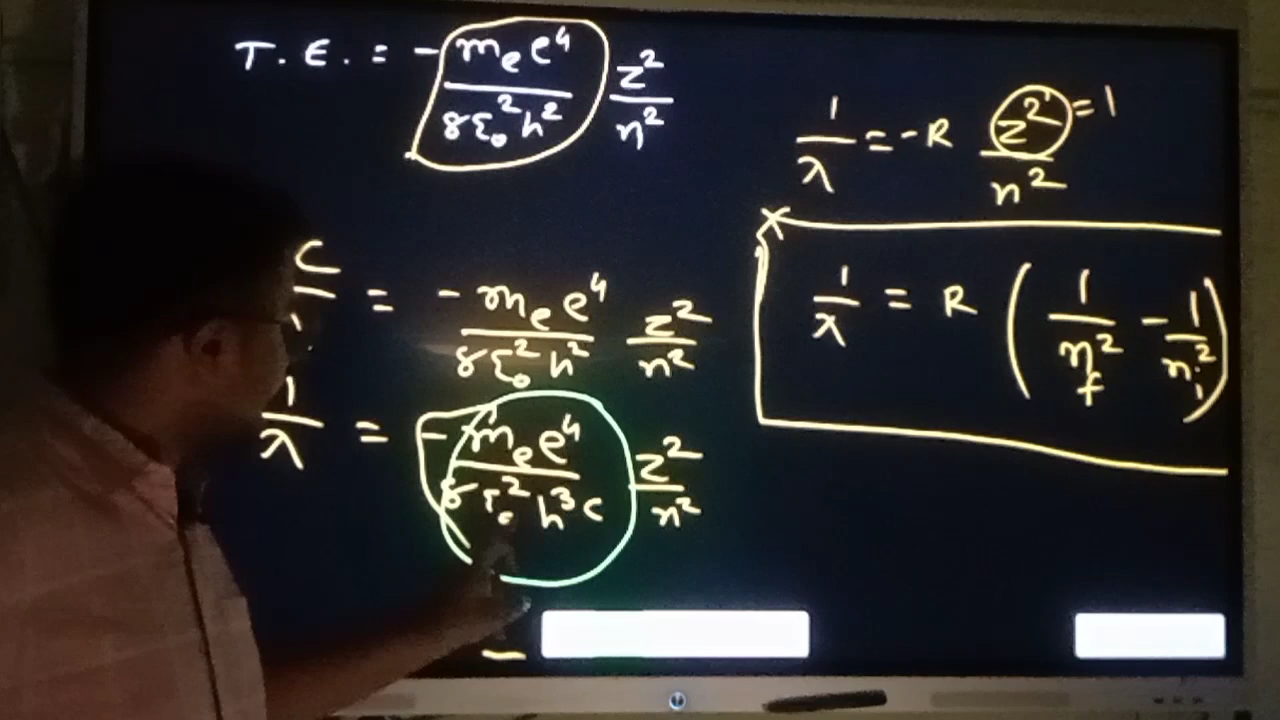 T.E. = - mₑe⁴ / 8ε₀²h² z²/n²
C = - mₑe⁴ / 8ε₀²h² z²/n²
1/λ = - mₑe⁴ / 8ε₀²h³c z²/n²
1/λ = -R z²/n² = 1
1/λ = R (1/n_f² - 1/n_i²)